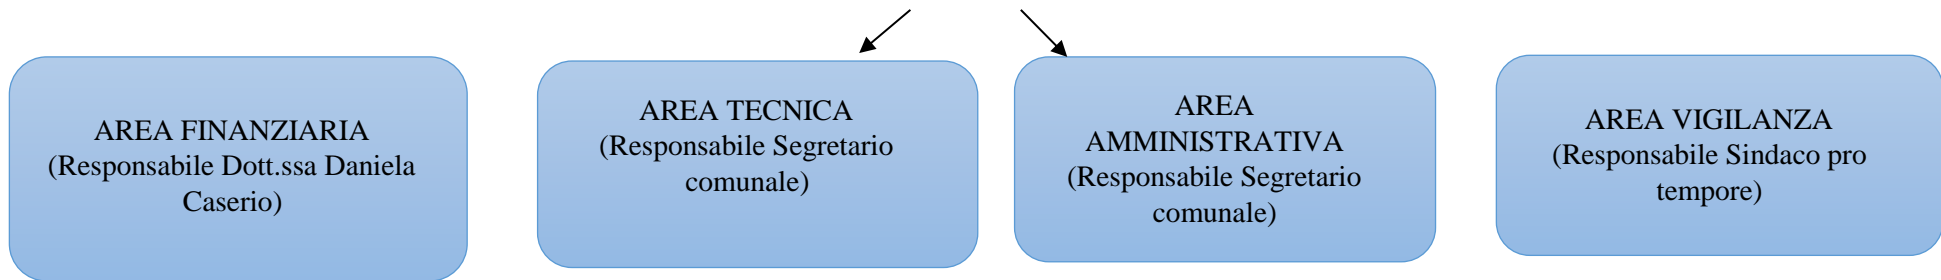 AREA FINANZIARIA
(Responsabile Dott.ssa Daniela
Caserio)
AREA TECNICA
(Responsabile Segretario
comunale)
AREA
AMMINISTRATIVA
(Responsabile Segretario
comunale)
AREA VIGILANZA
(Responsabile Sindaco pro
tempore)